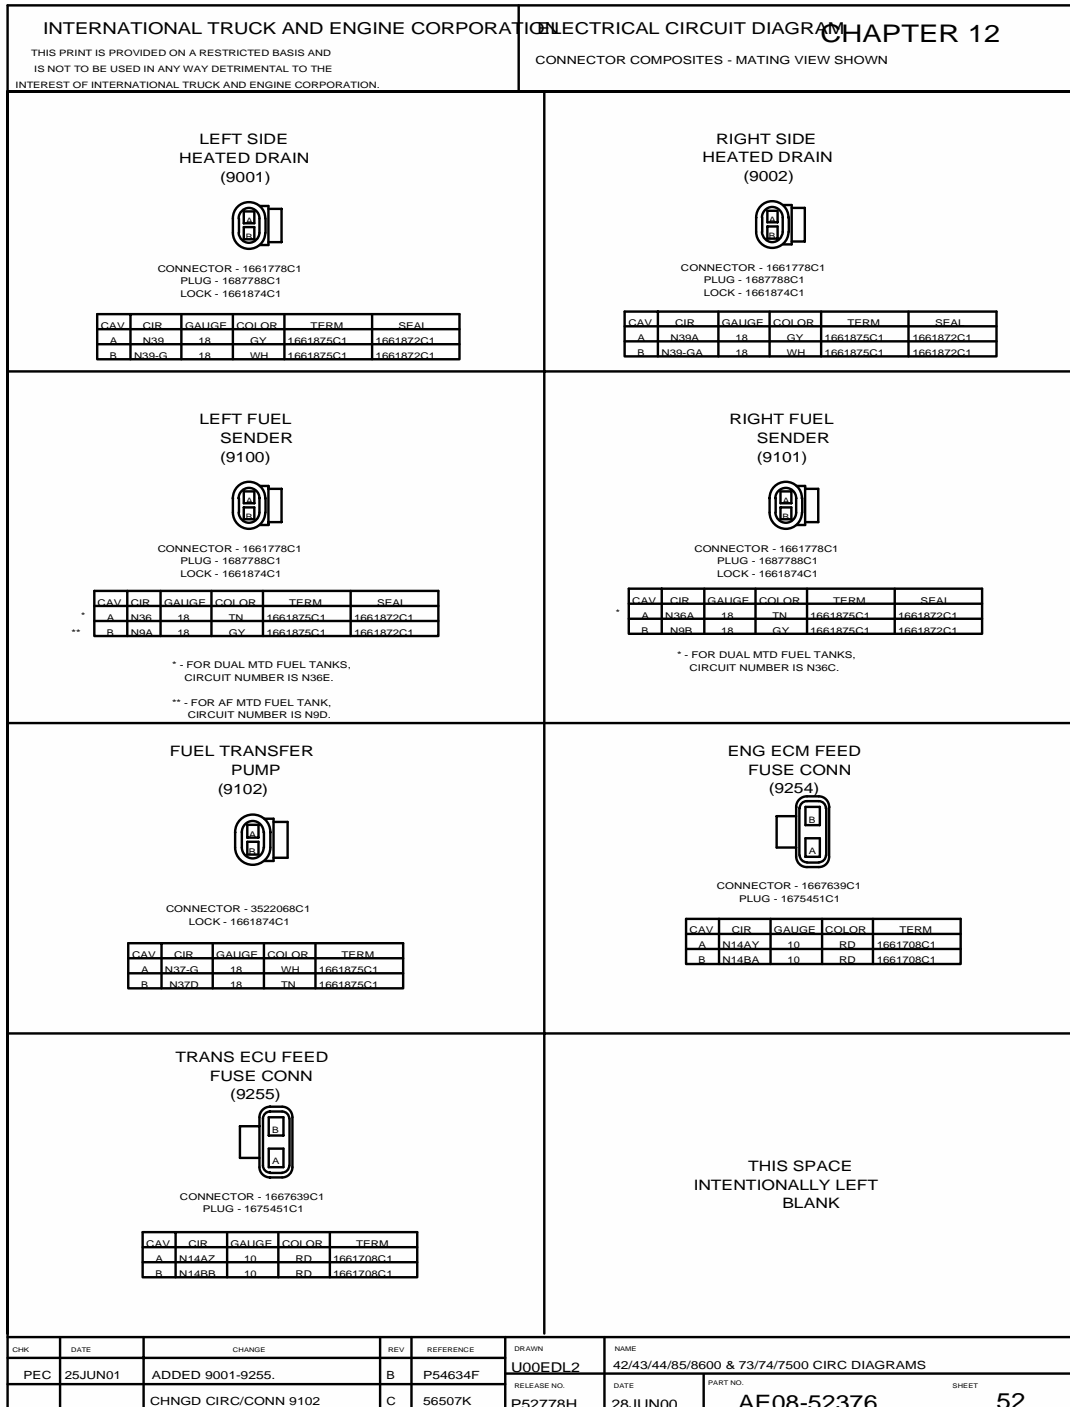 INTERNATIONAL TRUCK AND ENGINE CORPORATION
THIS PRINT IS PROVIDED ON A RESTRICTED BASIS AND
IS NOT TO BE USED IN ANY WAY DETRIMENTAL TO THE
INTEREST OF INTERNATIONAL TRUCK AND ENGINE CORPORATION.
ELECTRICAL CIRCUIT DIAGRAM
CHAPTER 12
CONNECTOR COMPOSITES - MATING VIEW SHOWN
LEFT SIDE
HEATED DRAIN
(9001)
A
B
CONNECTOR - 1661778C1
PLUG - 1687788C1
LOCK - 1661874C1
CAV CIR GAUGE COLOR TERM SEAL
A N39 18 GY 1661875C1 1661872C1
B N39-G 18 WH 1661875C1 1661872C1
RIGHT SIDE
HEATED DRAIN
(9002)
A
B
CONNECTOR - 1661778C1
PLUG - 1687788C1
LOCK - 1661874C1
CAV CIR GAUGE COLOR TERM SEAL
A N39A 18 GY 1661875C1 1661872C1
B N39-GA 18 WH 1661875C1 1661872C1
LEFT FUEL
SENDER
(9100)
A
B
CONNECTOR - 1661778C1
PLUG - 1687788C1
LOCK - 1661874C1
CAV CIR GAUGE COLOR TERM SEAL
* A N36 18 TN 1661875C1 1661872C1
** B N9A 18 GY 1661875C1 1661872C1
* - FOR DUAL MTD FUEL TANKS,
CIRCUIT NUMBER IS N36E.
** - FOR AF MTD FUEL TANK,
CIRCUIT NUMBER IS N9D.
RIGHT FUEL
SENDER
(9101)
A
B
CONNECTOR - 1661778C1
PLUG - 1687788C1
LOCK - 1661874C1
CAV CIR GAUGE COLOR TERM SEAL
* A N36A 18 TN 1661875C1 1661872C1
B N9B 18 GY 1661875C1 1661872C1
* - FOR DUAL MTD FUEL TANKS,
CIRCUIT NUMBER IS N36C.
FUEL TRANSFER
PUMP
(9102)
A
B
CONNECTOR - 3522068C1
LOCK - 1661874C1
CAV CIR GAUGE COLOR TERM
A N37-G 18 WH 1661875C1
B N37D 18 TN 1661875C1
ENG ECM FEED
FUSE CONN
(9254)
B
A
CONNECTOR - 1667639C1
PLUG - 1675451C1
CAV CIR GAUGE COLOR TERM
A N14AY 10 RD 1661708C1
B N14BA 10 RD 1661708C1
TRANS ECU FEED
FUSE CONN
(9255)
B
A
CONNECTOR - 1667639C1
PLUG - 1675451C1
CAV CIR GAUGE COLOR TERM
A N14AZ 10 RD 1661708C1
B N14BB 10 RD 1661708C1
THIS SPACE
INTENTIONALLY LEFT
BLANK
CHK DATE CHANGE REV REFERENCE
PEC 25JUN01 ADDED 9001-9255. B P54634F
CHNGD CIRC/CONN 9102 C 56507K
DRAWN
U00EDL2
NAME
42/43/44/85/8600 & 73/74/7500 CIRC DIAGRAMS
RELEASE NO.
P52778H
DATE
28JUN00
PART NO.
AE08-52376
SHEET
52